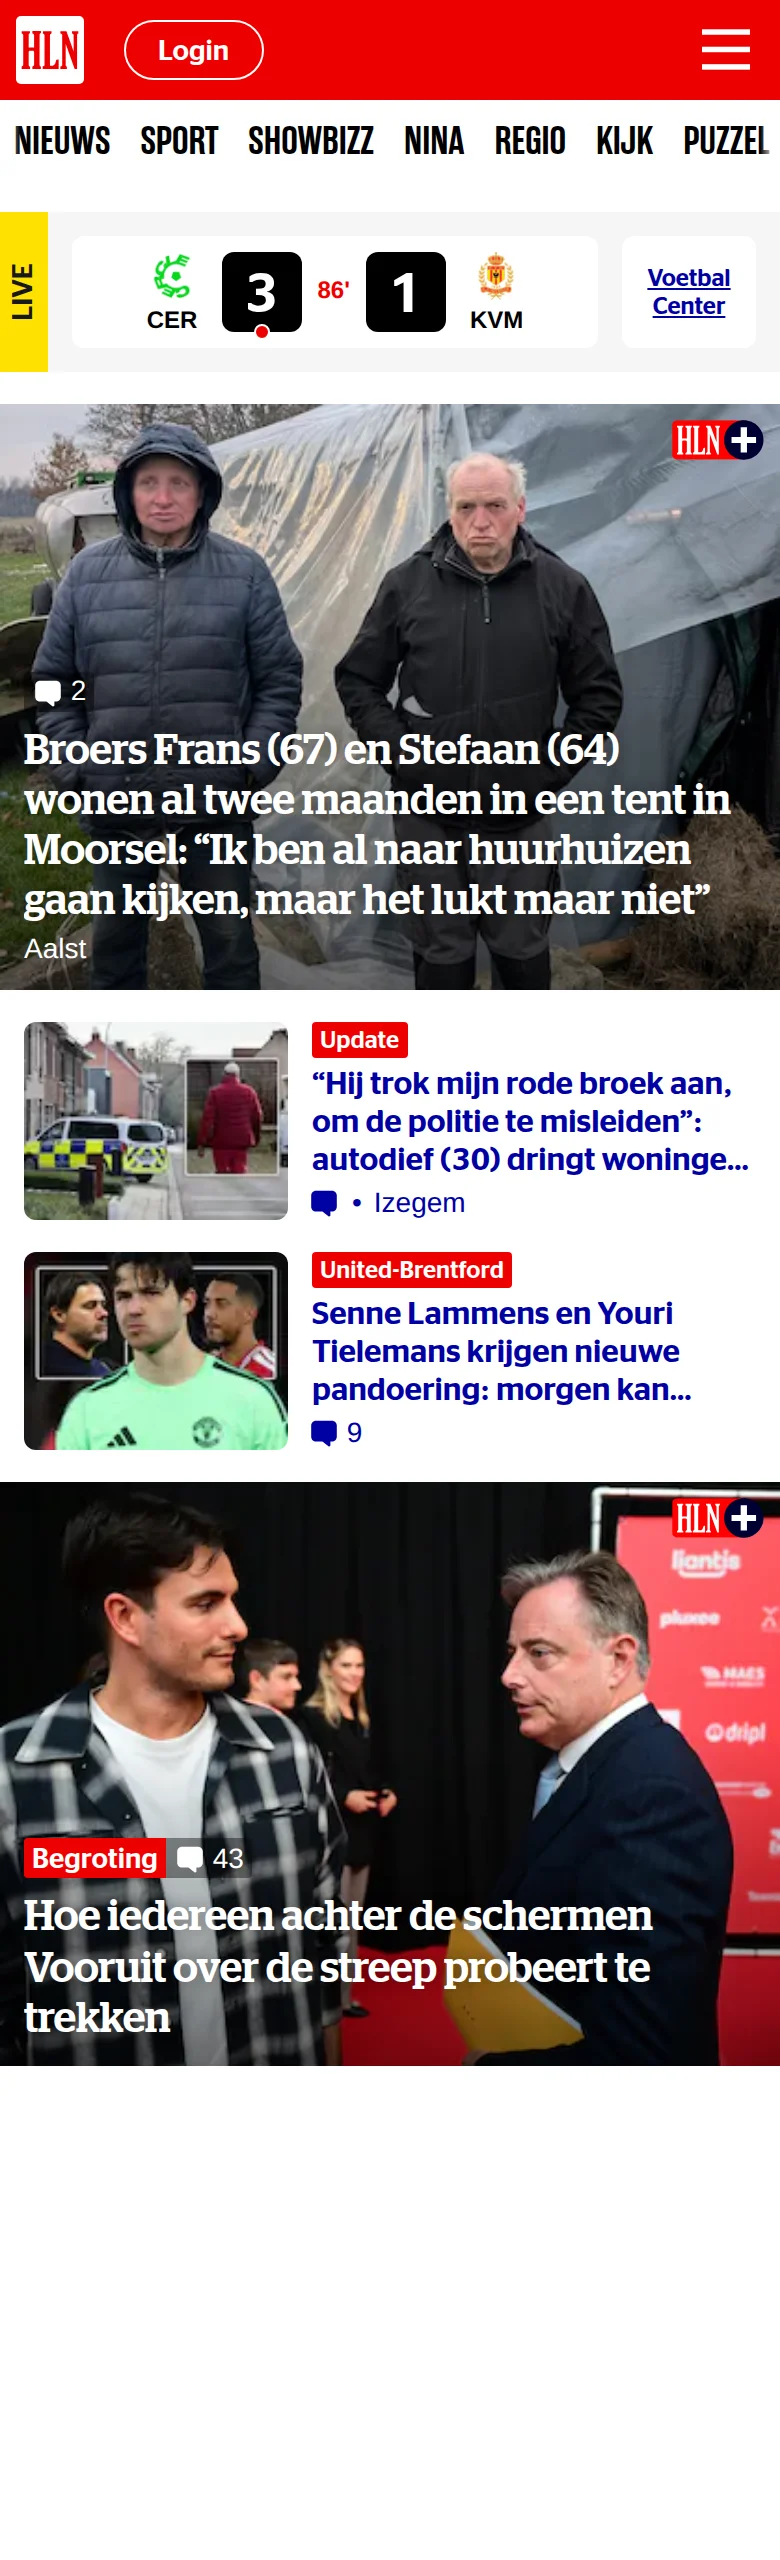 HLN
Login
NIEUWS SPORT SHOWBIZZ NINA REGIO KIJK PUZZEL
LIVE
CER
3
86'
1
KVM
Voetbal
Center
HLN+
2
Broers Frans (67) en Stefaan (64)
wonen al twee maanden in een tent in
Moorsel: “Ik ben al naar huurhuizen
gaan kijken, maar het lukt maar niet”
Aalst
Update
“Hij trok mijn rode broek aan,
om de politie te misleiden”:
autodief (30) dringt woninge...
• Izegem
United-Brentford
Senne Lammens en Youri
Tielemans krijgen nieuwe
pandoering: morgen kan...
9
HLN+
liantis
pluxee
MAES
dripl
Begroting
43
Hoe iedereen achter de schermen
Vooruit over de streep probeert te
trekken